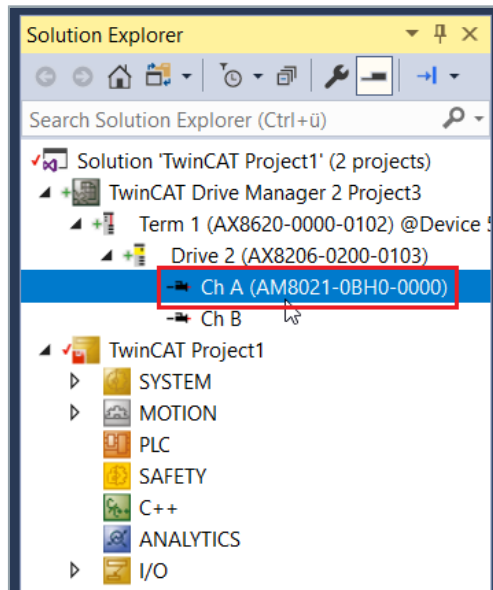 Solution Explorer
Search Solution Explorer (Ctrl+ü)
Solution 'TwinCAT Project1' (2 projects)
TwinCAT Drive Manager 2 Project3
Term 1 (AX8620-0000-0102) @Device
Drive 2 (AX8206-0200-0103)
Ch A (AM8021-0BH0-0000)
Ch B
TwinCAT Project1
SYSTEM
MOTION
PLC
SAFETY
C++
ANALYTICS
I/O